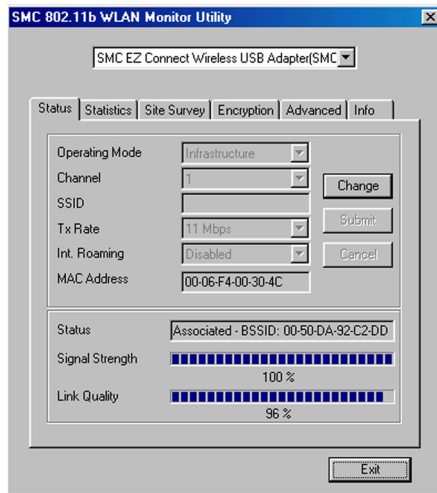 SMC 802.11b WLAN Monitor Utility
SMC EZ Connect Wireless USB Adapter(SMC
Status Statistics Site Survey Encryption Advanced Info
Operating Mode Infrastructure
Channel 1
Change
SSID
Submit
Tx Rate 11 Mbps
Int. Roaming Disabled
Cancel
MAC Address 00-06-F4-00-30-4C
Status Associated - BSSID: 00-50-DA-92-C2-DD
Signal Strength
100 %
Link Quality
96 %
Exit